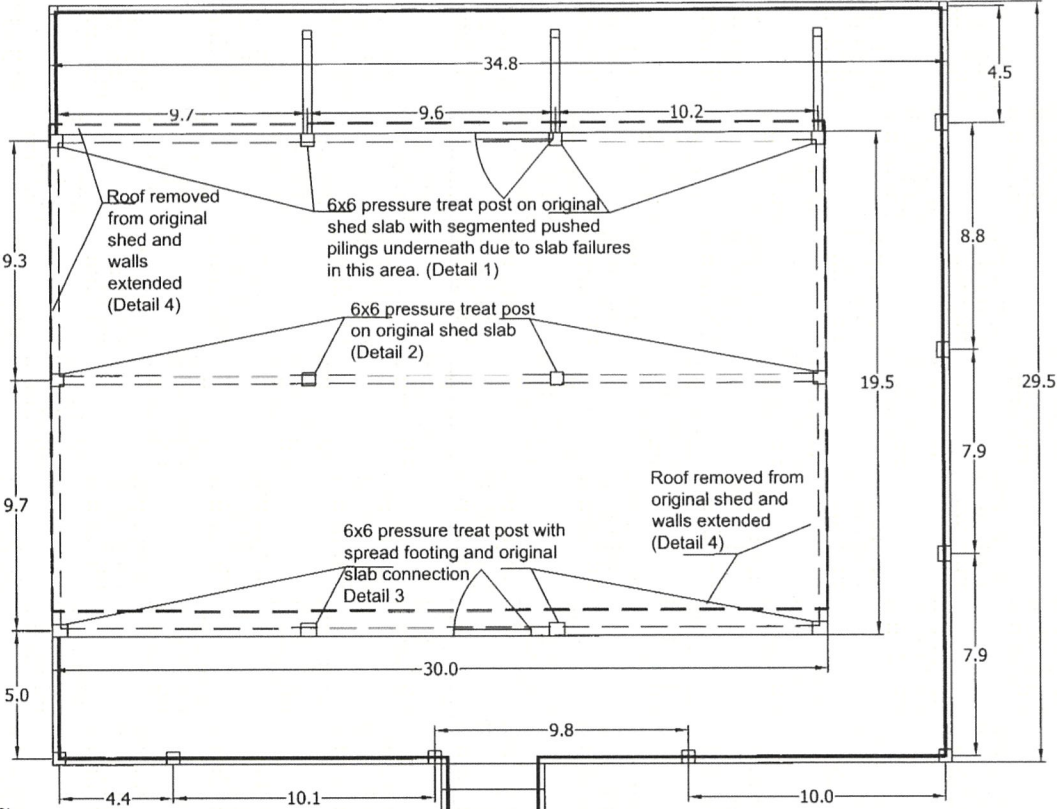 34.8
4.5
9.7
9.6
10.2
Roof removed
from original
shed and
walls
extended
(Detail 4)
6x6 pressure treat post on original
shed slab with segmented pushed
pilings underneath due to slab failures
in this area. (Detail 1)
8.8
9.3
6x6 pressure treat post
on original shed slab
(Detail 2)
19.5
29.5
7.9
9.7
Roof removed from
original shed and
walls extended
(Detail 4)
6x6 pressure treat post with
spread footing and original
slab connection
Detail 3
7.9
30.0
5.0
9.8
4.4
10.1
10.0